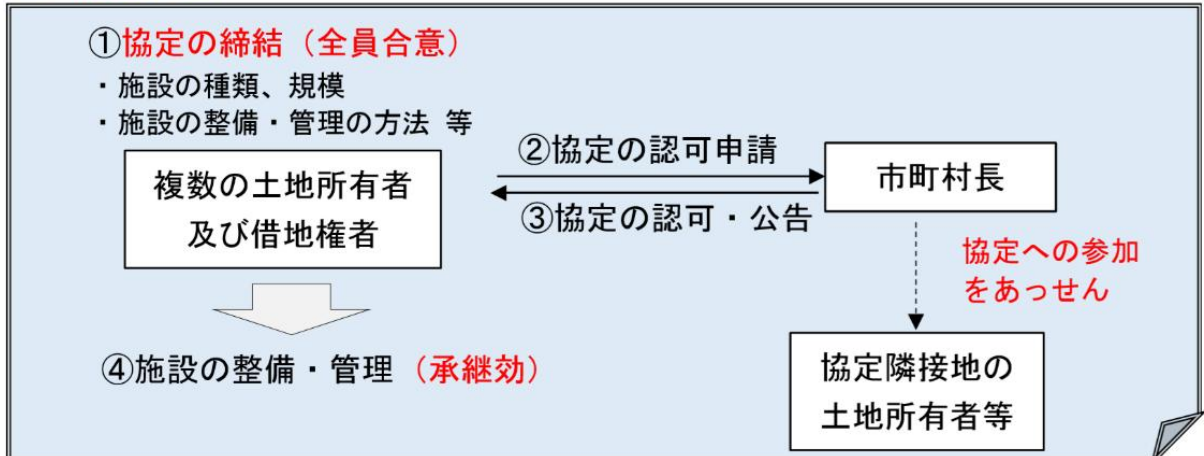 ①協定の締結（全員合意）
・施設の種類、規模
・施設の整備・管理の方法 等
複数の土地所有者
及び借地権者
②協定の認可申請
③協定の認可・公告
市町村長
協定への参加
をあっせん
④施設の整備・管理（承継効）
協定隣接地の
土地所有者等